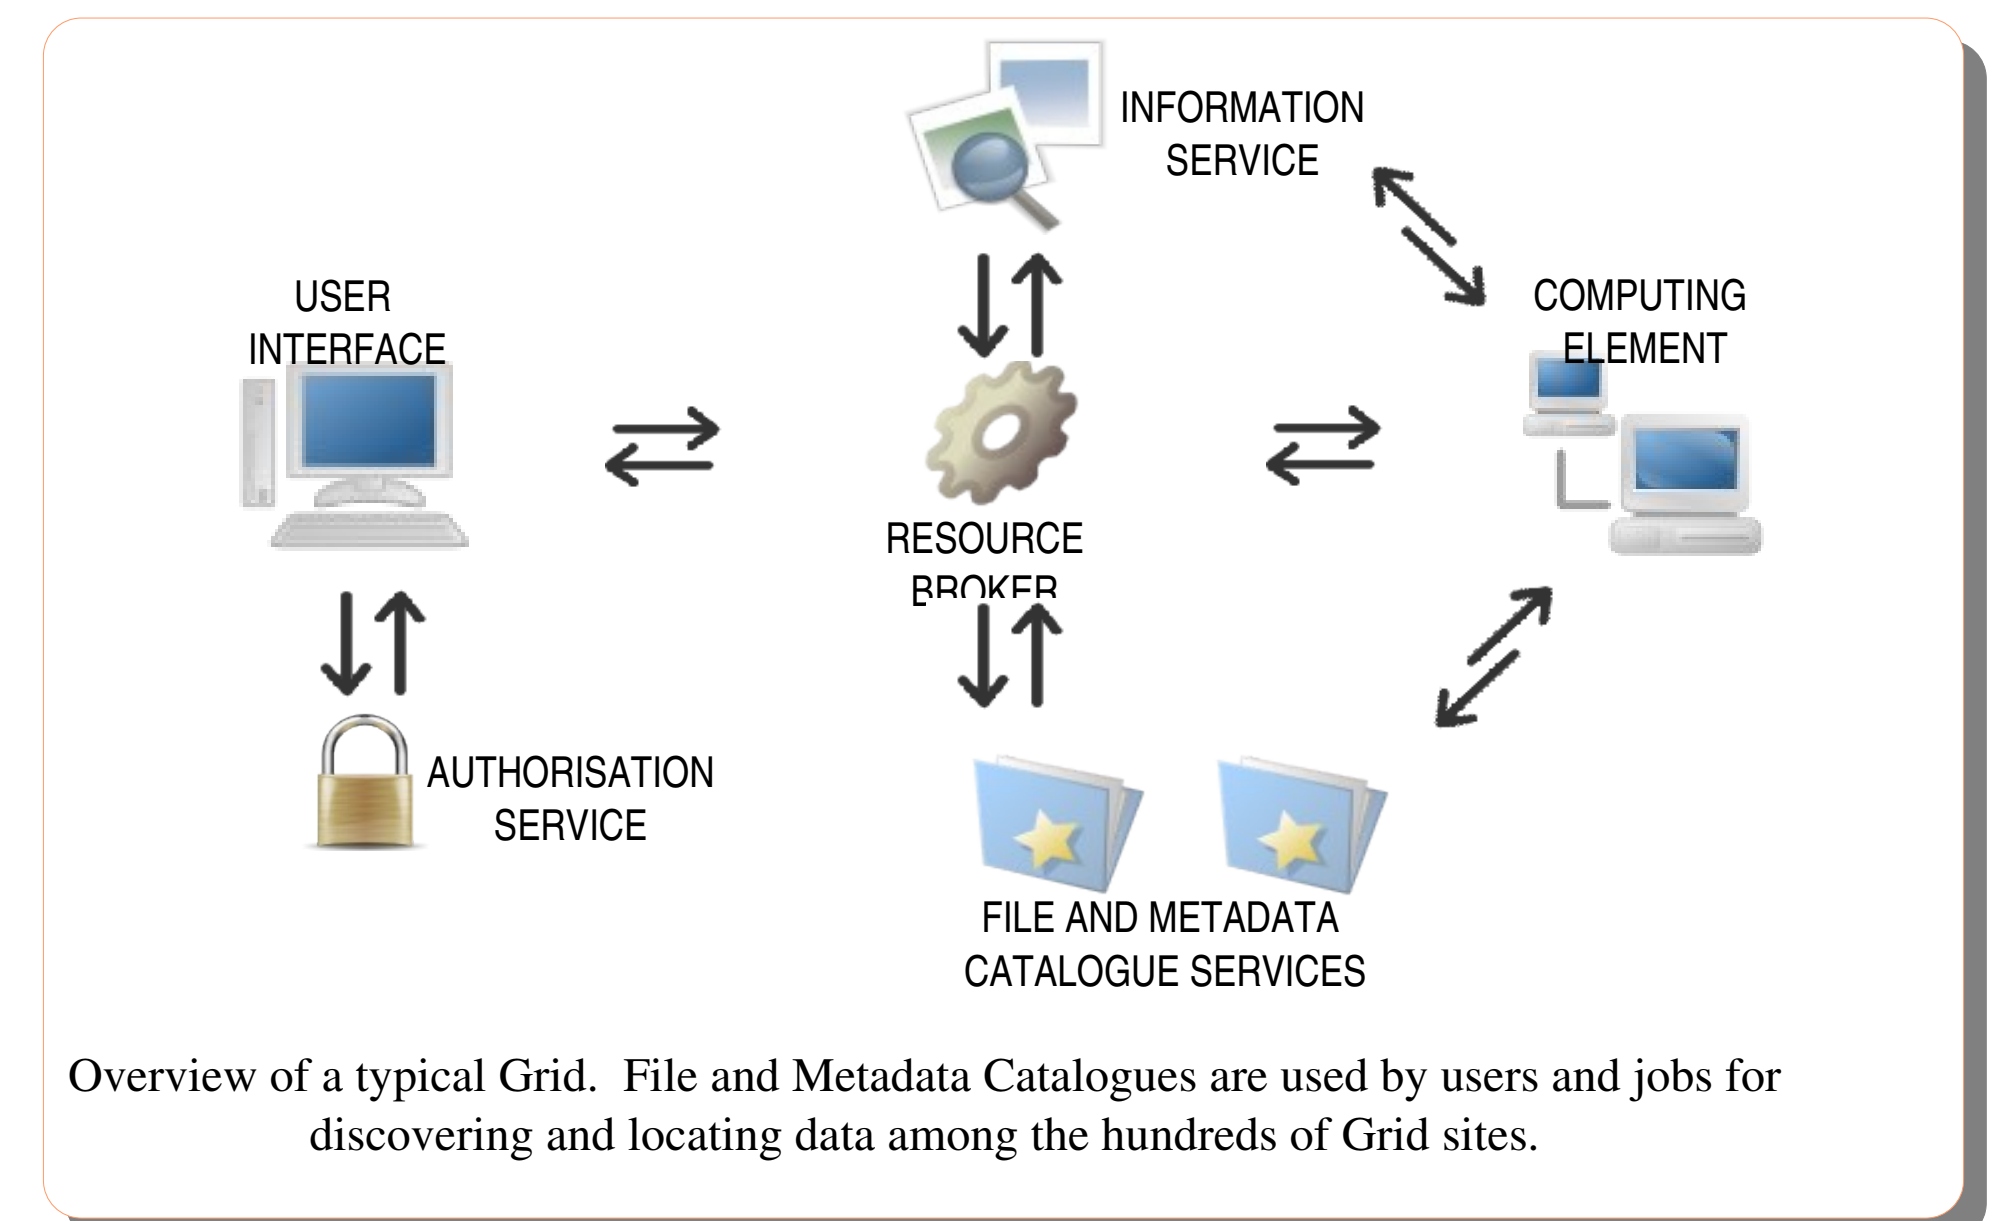 INFORMATION
SERVICE
USER
INTERFACE
COMPUTING
ELEMENT
RESOURCE
BROKER
AUTHORISATION
SERVICE
FILE AND METADATA
CATALOGUE SERVICES
Overview of a typical Grid.  File and Metadata Catalogues are used by users and jobs for
discovering and locating data among the hundreds of Grid sites.